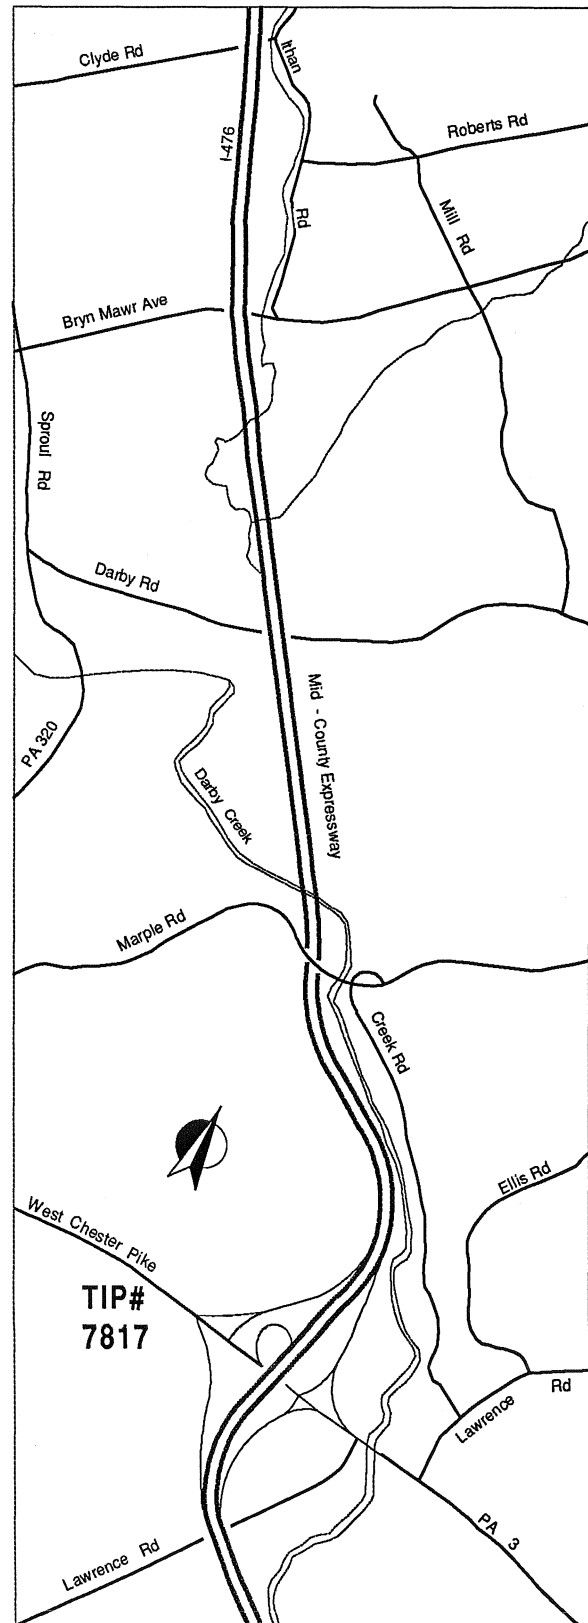 Clyde Rd
Ithan
Rd
I-476
Roberts Rd
Mill Rd
Bryn Mawr Ave
Sproul Rd
Darby Rd
Mid - County Expressway
PA 320
Darby Creek
Marple Rd
Creek Rd
Ellis Rd
West Chester Pike
TIP#
7817
Lawrence Rd
PA 3
Lawrence Rd